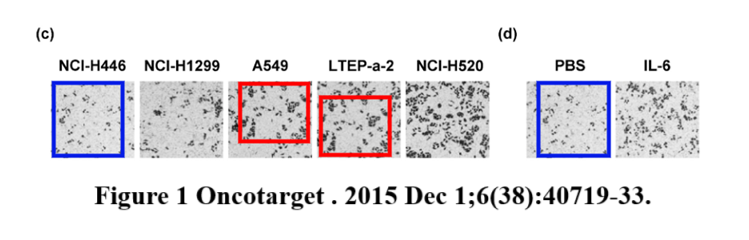 (c) (d)
NCI-H446 NCI-H1299 A549 LTEP-a-2 NCI-H520 PBS IL-6
Figure 1 Oncotarget . 2015 Dec 1;6(38):40719-33.